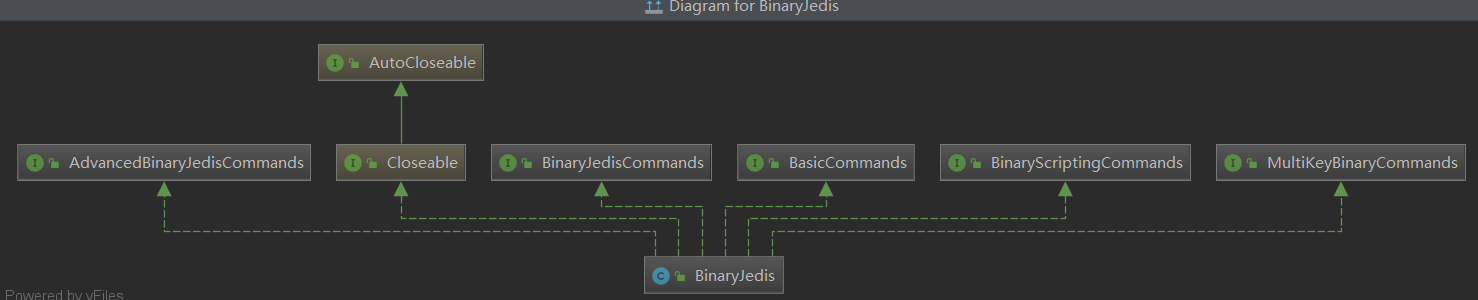 Diagram for BinaryJedis
AutoCloseable
AdvancedBinaryJedisCommands
Closeable
BinaryJedisCommands
BasicCommands
BinaryScriptingCommands
MultiKeyBinaryCommands
BinaryJedis
Powered by yFiles